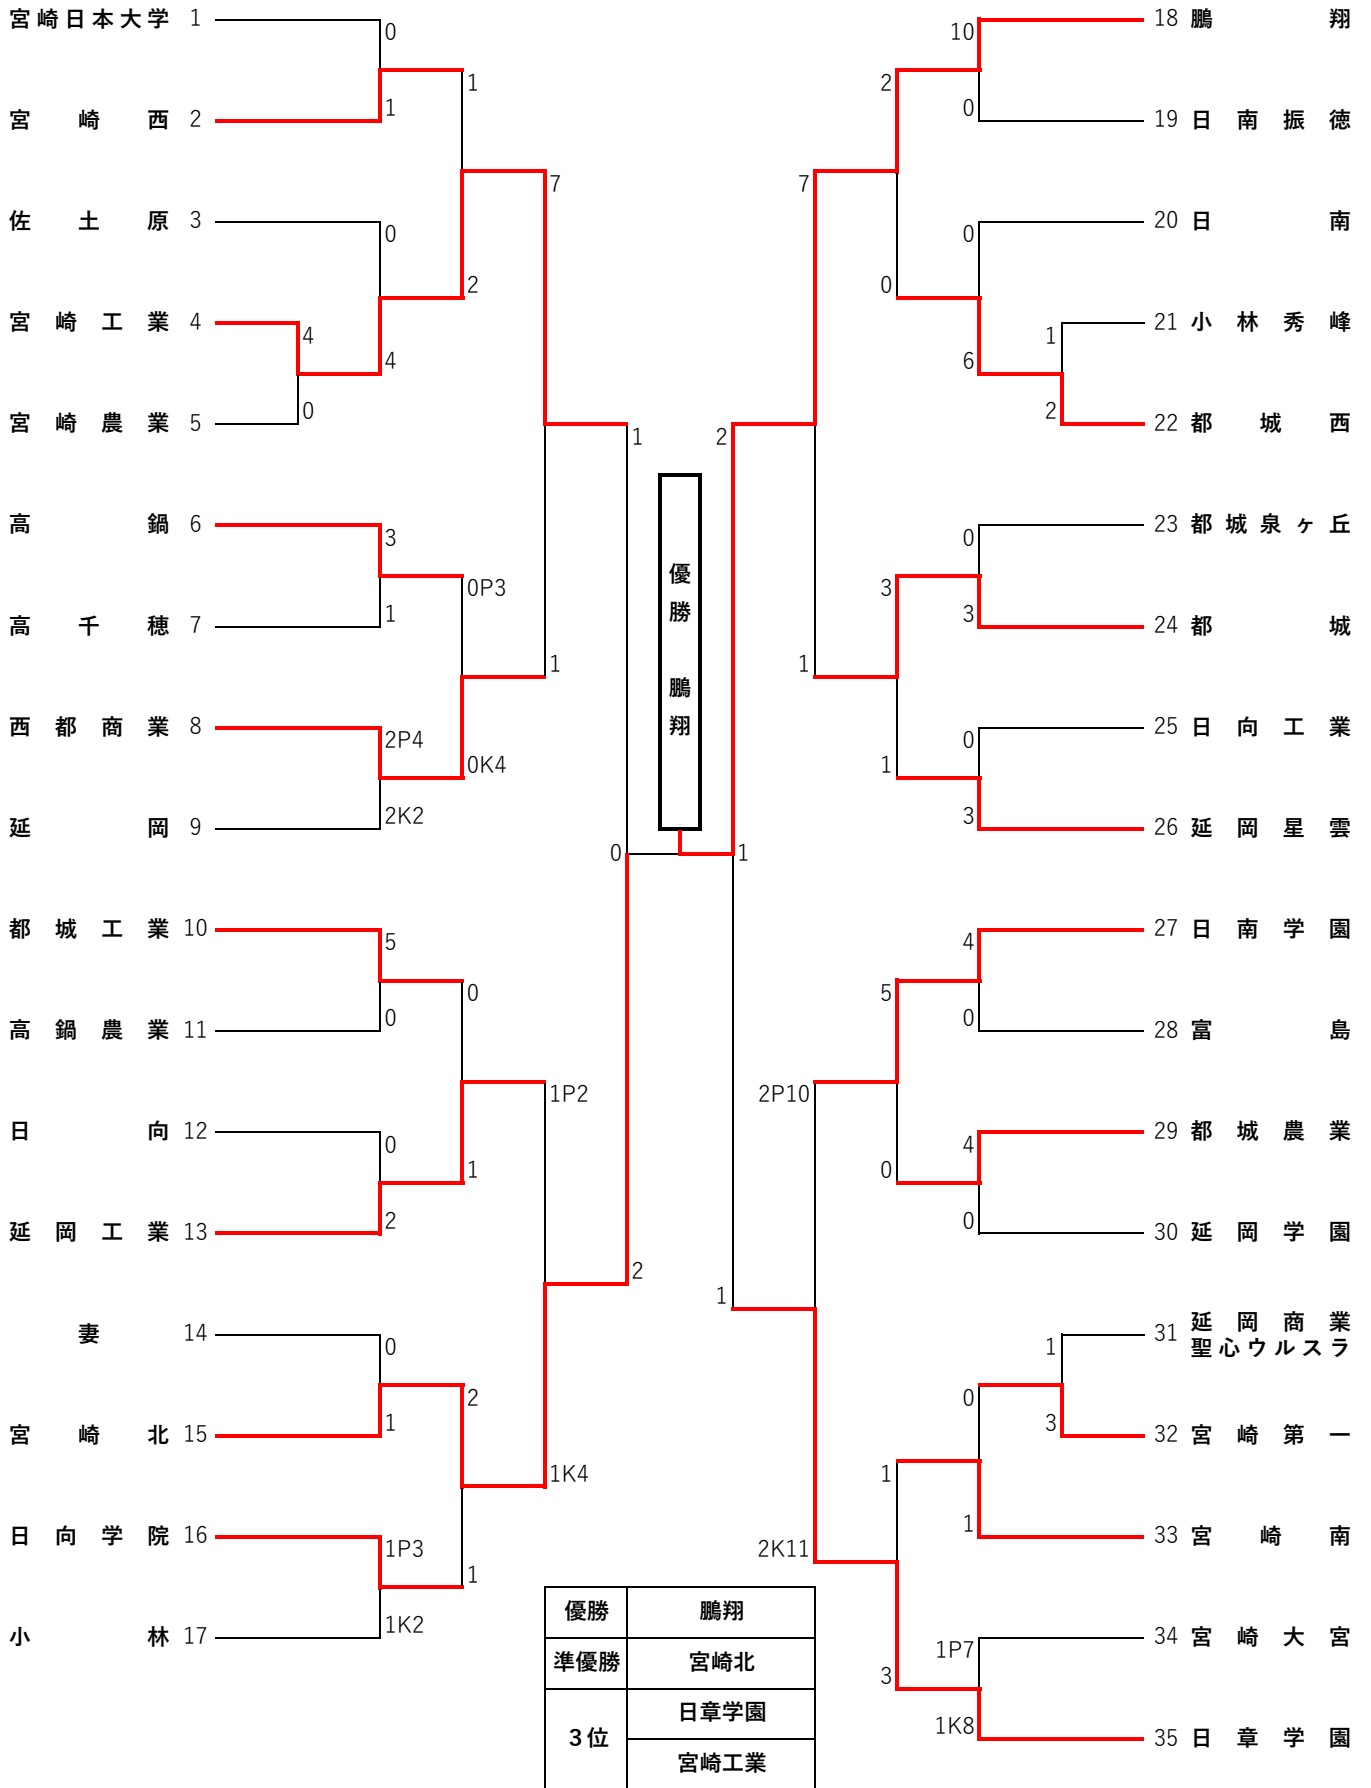 宮崎日本大学 1
0
1
1
宮崎西 2
7
佐土原 3
0
2
宮崎工業 4
4
4
0
宮崎農業 5
1
高鍋 6
3
0P3
1
高千穂 7
1
西都商業 8
2P4
0K4
2K2
延岡 9
0
都城工業 10
5
0
0
高鍋農業 11
1P2
日向 12
0
1
2
延岡工業 13
2
妻 14
0
2
1
宮崎北 15
1K4
日向学院 16
1P3
1
1K2
小林 17
優勝 鵬翔
18 鵬翔
10
2
0
19 日南振徳
7
20 日南
0
0
21 小林秀峰
1
6
2
22 都城西
2
23 都城泉ヶ丘
0
3
3
24 都城
1
25 日向工業
0
1
3
26 延岡星雲
1
27 日南学園
4
5
0
28 富島
2P10
29 都城農業
4
0
0
30 延岡学園
1
31 延岡商業
聖心ウルスラ
1
0
3
32 宮崎第一
1
1
33 宮崎南
2K11
34 宮崎大宮
1P7
3
1K8
35 日章学園
優勝 鵬翔
準優勝 宮崎北
3位 日章学園
宮崎工業